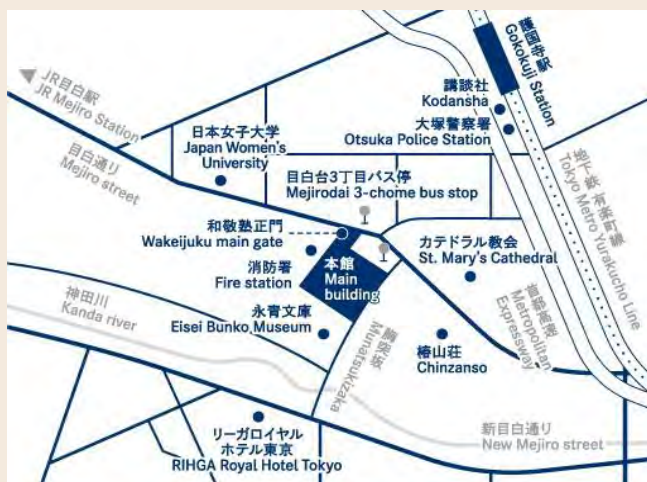 護国寺駅
Gokokuji Station
講談社
Kodansha
大塚警察署
Otsuka Police Station
JR目白駅
JR Mejiro Station
目白通り
Mejiro street
日本女子大学
Japan Women's
University
目白台3丁目バス停
Mejirodai 3-chome bus stop
地下鉄 有楽町線
Tokyo Metro Yurakucho Line
和敬塾正門
Wakeijuku main gate
消防署
Fire station
本館
Main
building
カテドラル教会
St. Mary's Cathedral
首都高速
Metropolitan
Expressway
神田川
Kanda river
永青文庫
Eisei Bunko Museum
Munatsukizaka
椿山荘
Chinzanso
リーガロイヤル
ホテル東京
RIHGA Royal Hotel Tokyo
新目白通り
New Mejiro street